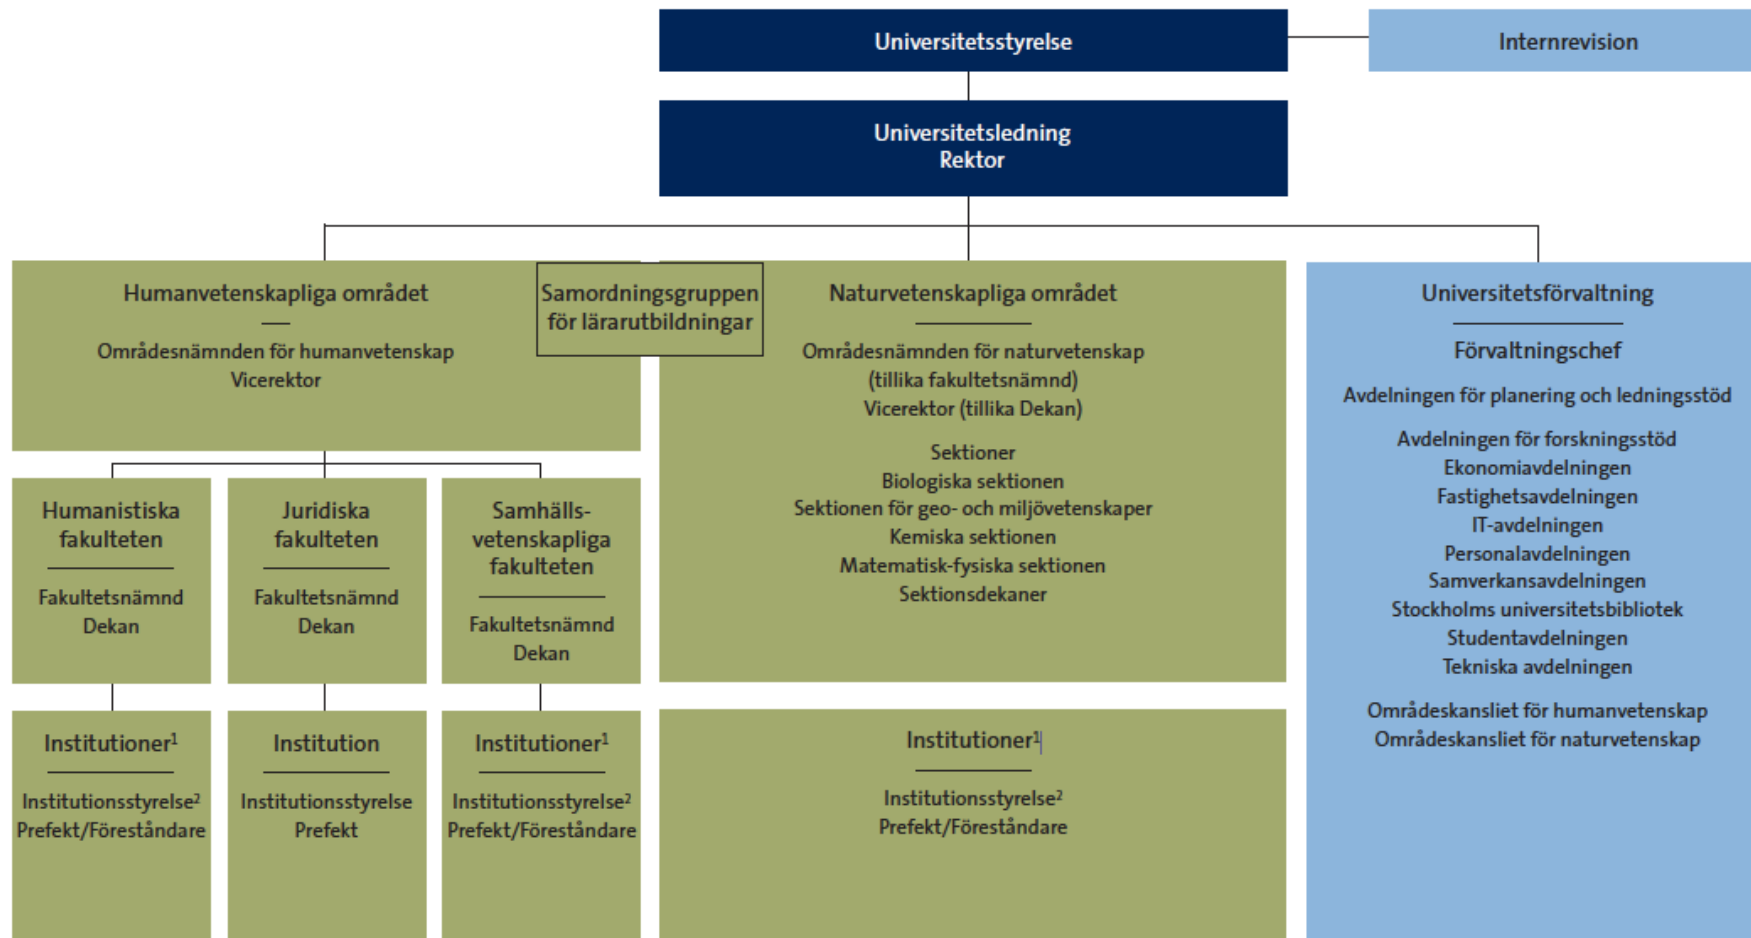 Universitetsstyrelse
Internrevision
Universitetsledning
Rektor
Humanvetenskapliga området
Områdesnämnden för humanvetenskap
Vicerektor
Samordningsgruppen
för lärarutbildningar
Naturvetenskapliga området
Områdesnämnden för naturvetenskap
(tillika fakultetsnämnd)
Vicerektor (tillika Dekan)
Sektioner
Biologiska sektionen
Sektionen för geo- och miljövetenskaper
Kemiska sektionen
Matematisk-fysiska sektionen
Sektionsdekaner
Universitetsförvaltning
Förvaltningschef
Avdelningen för planering och ledningsstöd
Avdelningen för forskningsstöd
Ekonomiavdelningen
Fastighetsavdelningen
IT-avdelningen
Personalavdelningen
Samverkansavdelningen
Stockholms universitetsbibliotek
Studentavdelningen
Tekniska avdelningen
Områdeskansliet för humanvetenskap
Områdeskansliet för naturvetenskap
Humanistiska
fakulteten
Fakultetsnämnd
Dekan
Juridiska
fakulteten
Fakultetsnämnd
Dekan
Samhälls-
vetenskapliga
fakulteten
Fakultetsnämnd
Dekan
Institutioner¹
Institutionsstyrelse²
Prefekt/Föreståndare
Institution
Institutionsstyrelse
Prefekt
Institutioner¹
Institutionsstyrelse²
Prefekt/Föreståndare
Institutioner¹
Institutionsstyrelse²
Prefekt/Föreståndare